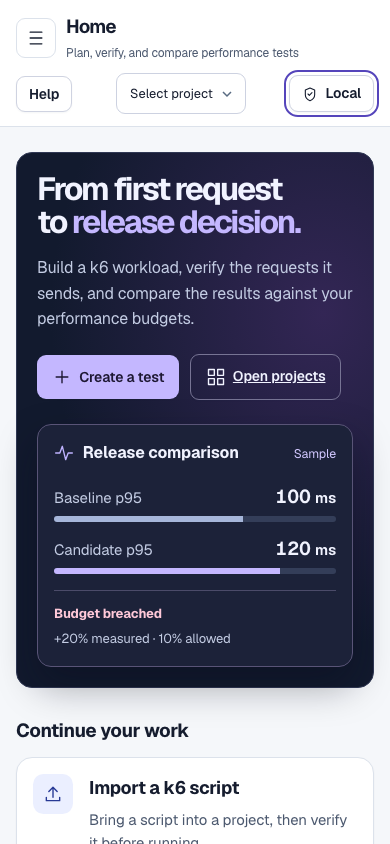 Home
Plan, verify, and compare performance tests
Help
Select project
Local
From first request
to release decision.
Build a k6 workload, verify the requests it
sends, and compare the results against your
performance budgets.
Create a test
Open projects
Release comparison
Sample
Baseline p95
100 ms
Candidate p95
120 ms
Budget breached
+20% measured · 10% allowed
Continue your work
Import a k6 script
Bring a script into a project, then verify
it before running